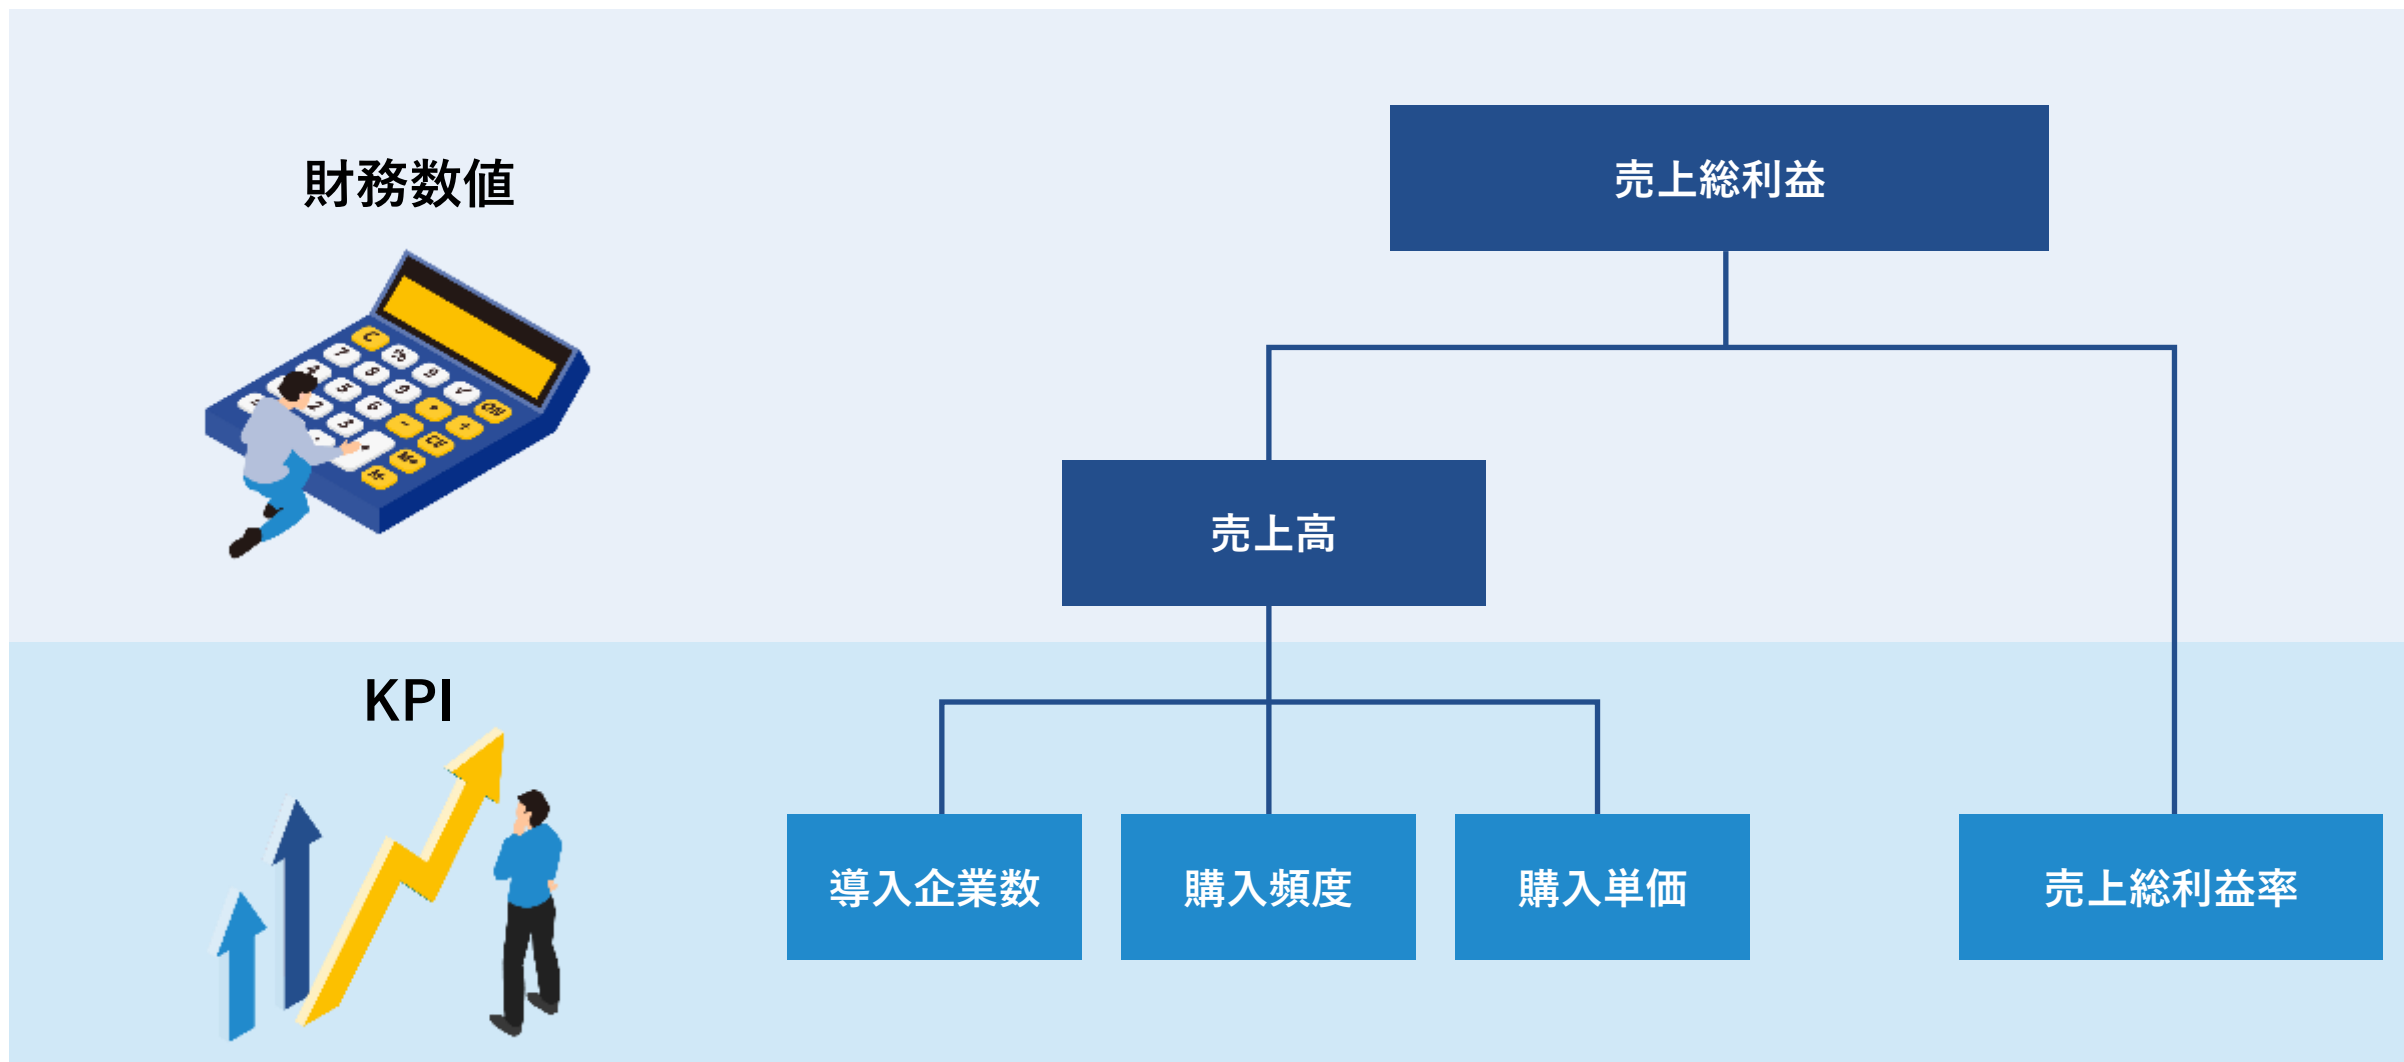 財務数値
売上総利益
売上高
KPI
導入企業数
購入頻度
購入単価
売上総利益率